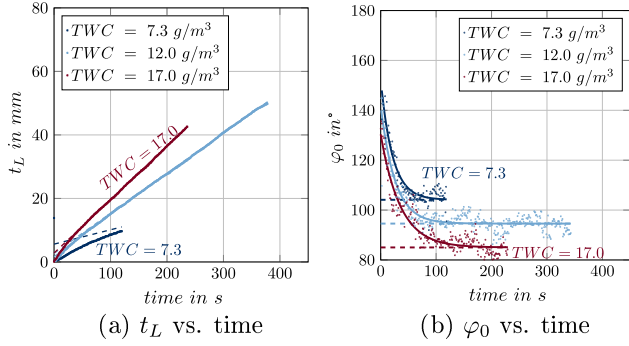 80
60
40
20
0
t_L in mm
TWC = 7.3 g/m³
TWC = 12.0 g/m³
TWC = 17.0 g/m³
TWC = 17.0
TWC = 7.3
0 100 200 300 400
time in s
(a) t_L vs. time
180
160
140
120
100
80
φ₀ in°
TWC = 7.3 g/m³
TWC = 12.0 g/m³
TWC = 17.0 g/m³
TWC = 7.3
TWC = 17.0
0 100 200 300 400
time in s
(b) φ₀ vs. time